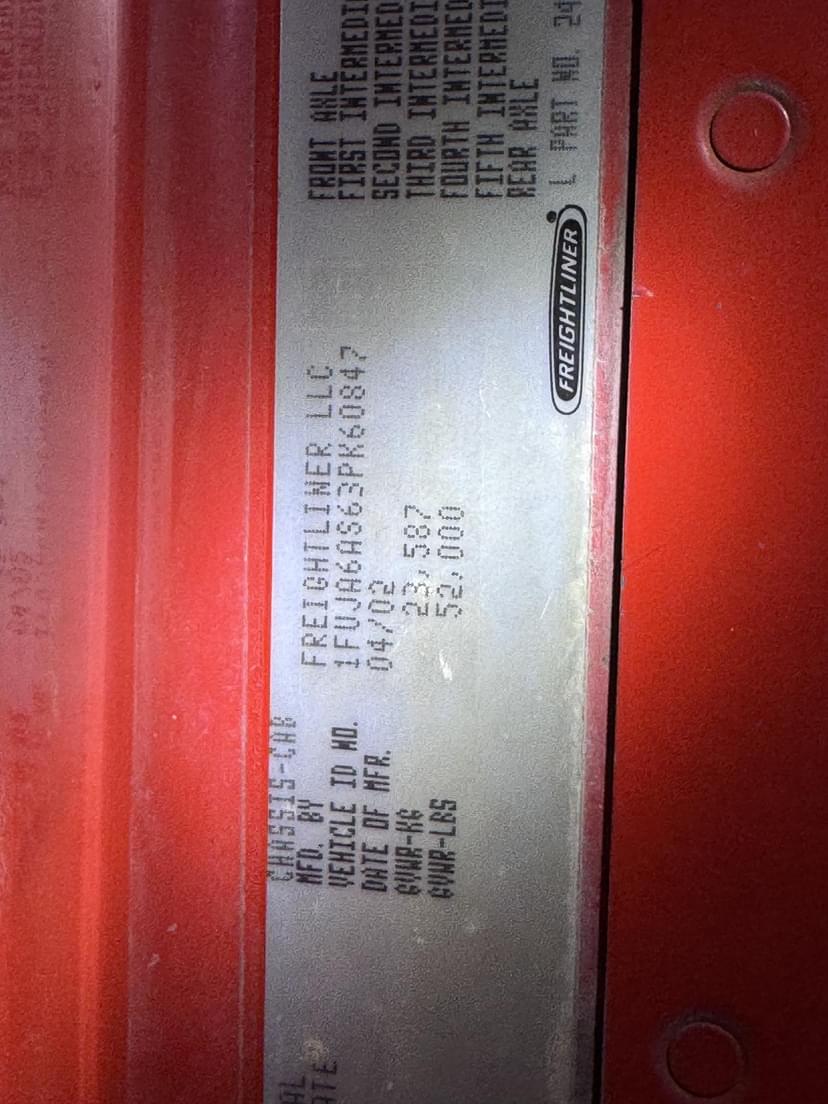 CHASSIS-CAB
MFD. BY FREIGHTLINER LLC
VEHICLE ID NO. 1FUJA6AS63PK60847
DATE OF MFR. 04/02
GVWR-KG 23,587
GVWR-LBS 52,000
FRONT AXLE
FIRST INTERMEDI
SECOND INTERMED
THIRD INTERMEDI
FOURTH INTERMED
FIFTH INTERMEDI
REAR AXLE
FREIGHTLINER
PART NO. 24